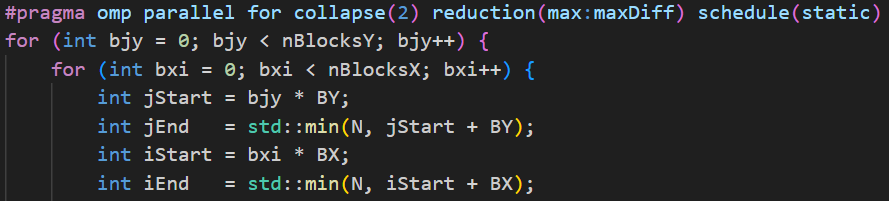 #pragma omp parallel for collapse(2) reduction(max:maxDiff) schedule(static)
for (int bjy = 0; bjy < nBlocksY; bjy++) {
    for (int bxi = 0; bxi < nBlocksX; bxi++) {
        int jStart = bjy * BY;
        int jEnd   = std::min(N, jStart + BY);
        int iStart = bxi * BX;
        int iEnd   = std::min(N, iStart + BX);